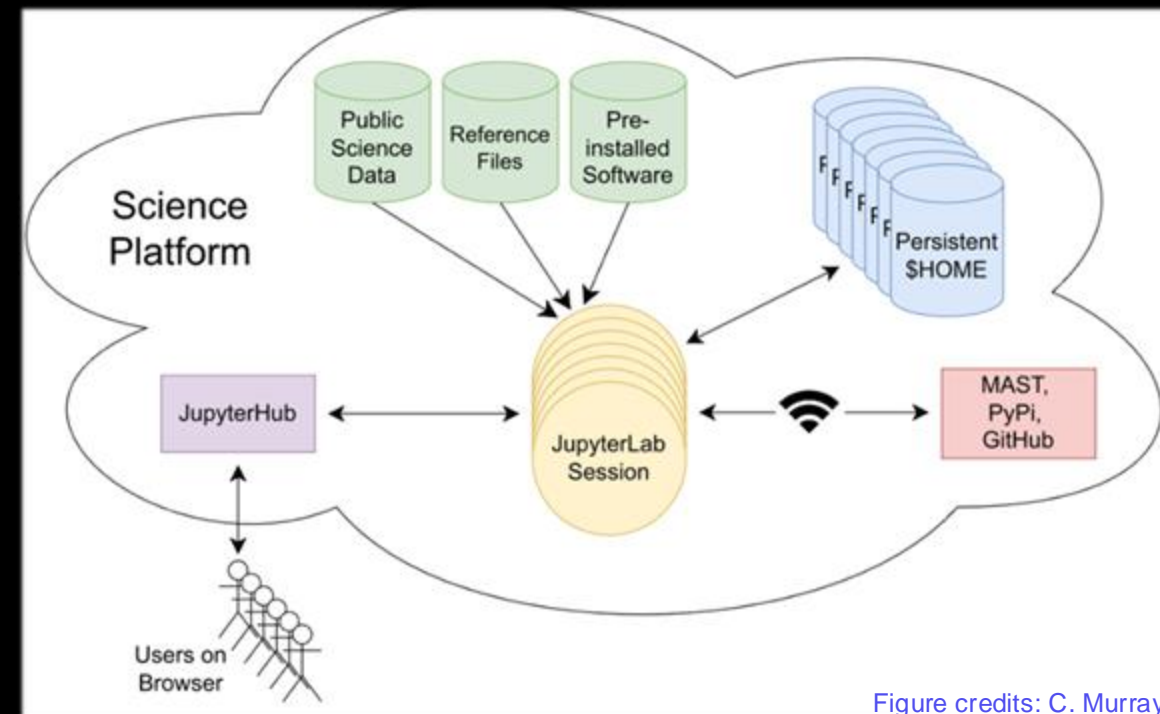 Public
Science
Data
Reference
Files
Pre-
installed
Software
Science
Platform
F
F
F
F
F
F
Persistent
$HOME
JupyterHub
JupyterLab
Session
MAST,
PyPi,
GitHub
Users on
Browser
Figure credits: C. Murray